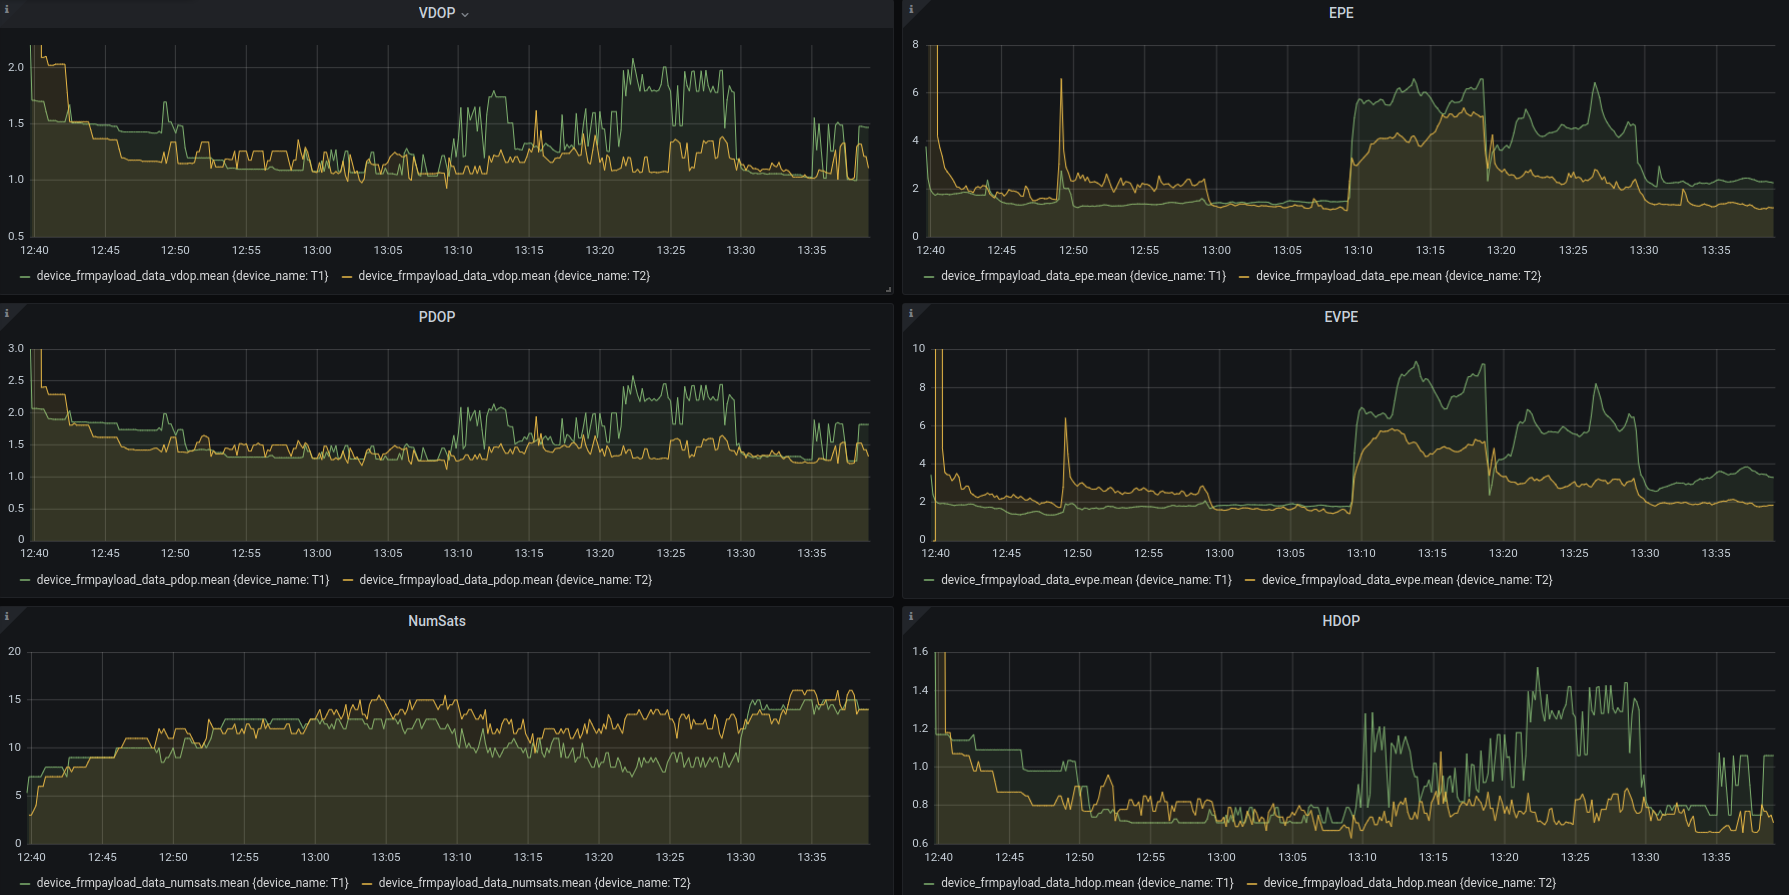 VDOP
2.0
1.5
1.0
0.5
12:40 12:45 12:50 12:55 13:00 13:05 13:10 13:15 13:20 13:25 13:30 13:35
device_frmpayload_data_vdop.mean {device_name: T1} device_frmpayload_data_vdop.mean {device_name: T2}
EPE
8
6
4
2
0
12:40 12:45 12:50 12:55 13:00 13:05 13:10 13:15 13:20 13:25 13:30 13:35
device_frmpayload_data_epe.mean {device_name: T1} device_frmpayload_data_epe.mean {device_name: T2}
PDOP
3.0
2.5
2.0
1.5
1.0
0.5
0
12:40 12:45 12:50 12:55 13:00 13:05 13:10 13:15 13:20 13:25 13:30 13:35
device_frmpayload_data_pdop.mean {device_name: T1} device_frmpayload_data_pdop.mean {device_name: T2}
EVPE
10
8
6
4
2
0
12:40 12:45 12:50 12:55 13:00 13:05 13:10 13:15 13:20 13:25 13:30 13:35
device_frmpayload_data_evpe.mean {device_name: T1} device_frmpayload_data_evpe.mean {device_name: T2}
NumSats
20
15
10
5
0
12:40 12:45 12:50 12:55 13:00 13:05 13:10 13:15 13:20 13:25 13:30 13:35
device_frmpayload_data_numsats.mean {device_name: T1} device_frmpayload_data_numsats.mean {device_name: T2}
HDOP
1.6
1.4
1.2
1.0
0.8
0.6
12:40 12:45 12:50 12:55 13:00 13:05 13:10 13:15 13:20 13:25 13:30 13:35
device_frmpayload_data_hdop.mean {device_name: T1} device_frmpayload_data_hdop.mean {device_name: T2}